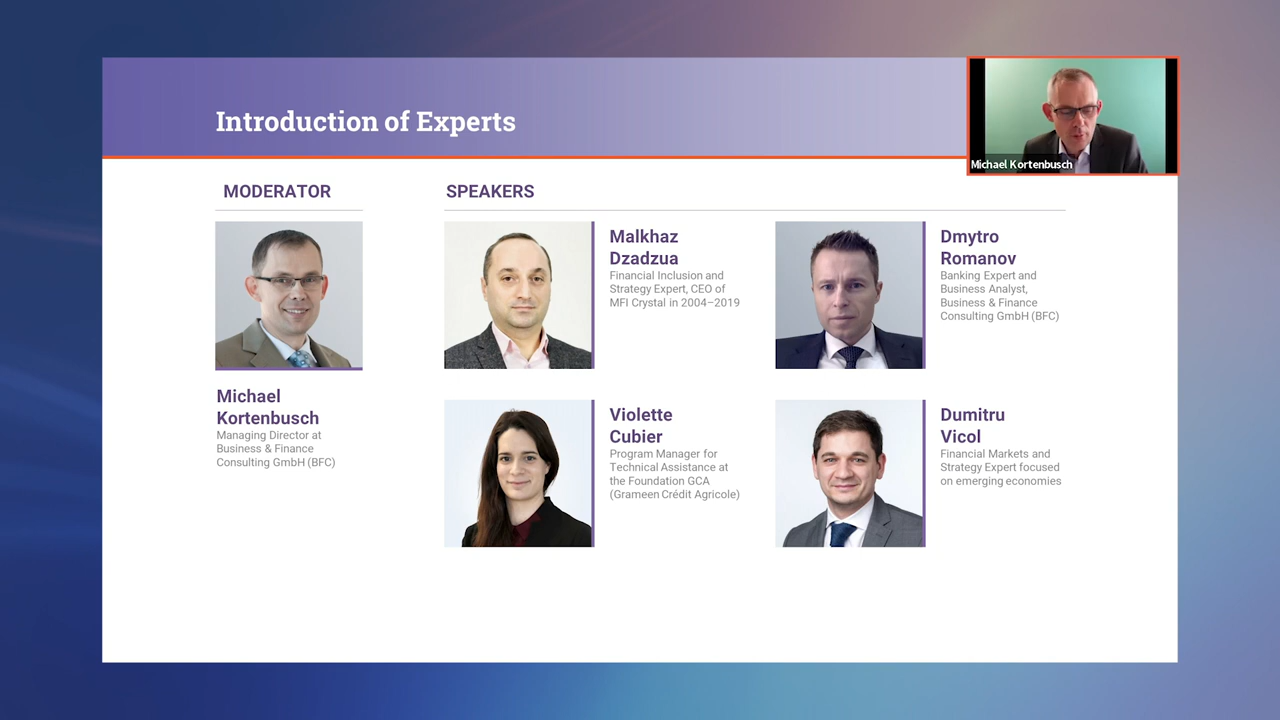 Introduction of Experts
Michael Kortenbusch
MODERATOR
Michael
Kortenbusch
Managing Director at
Business & Finance
Consulting GmbH (BFC)
SPEAKERS
Malkhaz
Dzadzua
Financial Inclusion and
Strategy Expert, CEO of
MFI Crystal in 2004–2019
Dmytro
Romanov
Banking Expert and
Business Analyst,
Business & Finance
Consulting GmbH (BFC)
Violette
Cubier
Program Manager for
Technical Assistance at
the Foundation GCA
(Grameen Crédit Agricole)
Dumitru
Vicol
Financial Markets and
Strategy Expert focused
on emerging economies